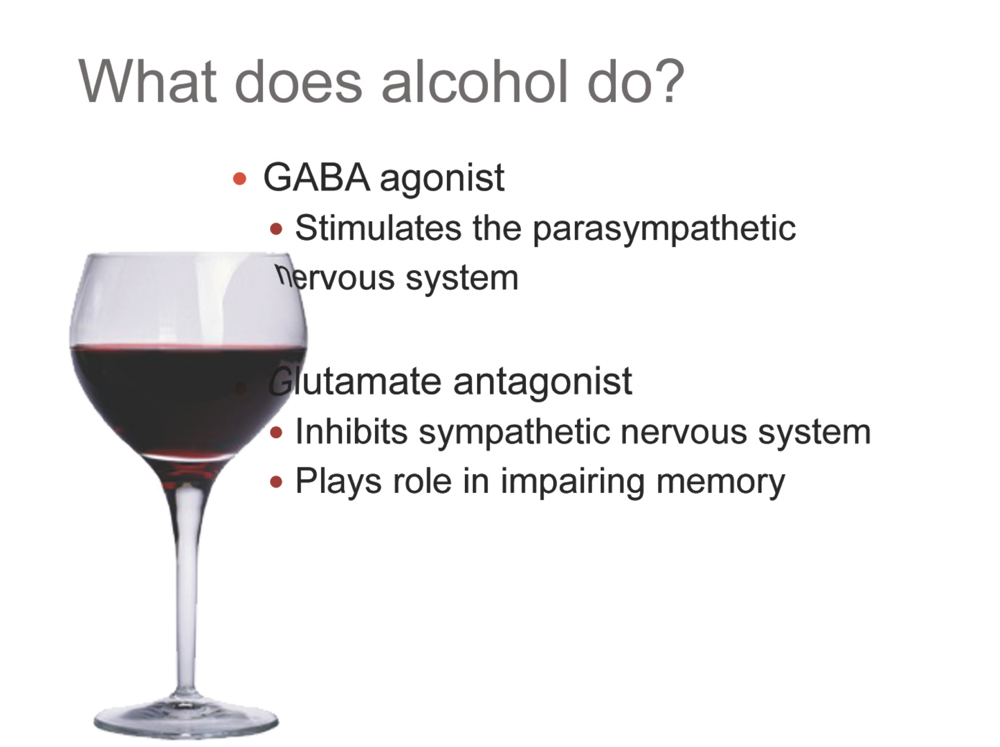 What does alcohol do?
• GABA agonist
• Stimulates the parasympathetic
nervous system
• Glutamate antagonist
• Inhibits sympathetic nervous system
• Plays role in impairing memory